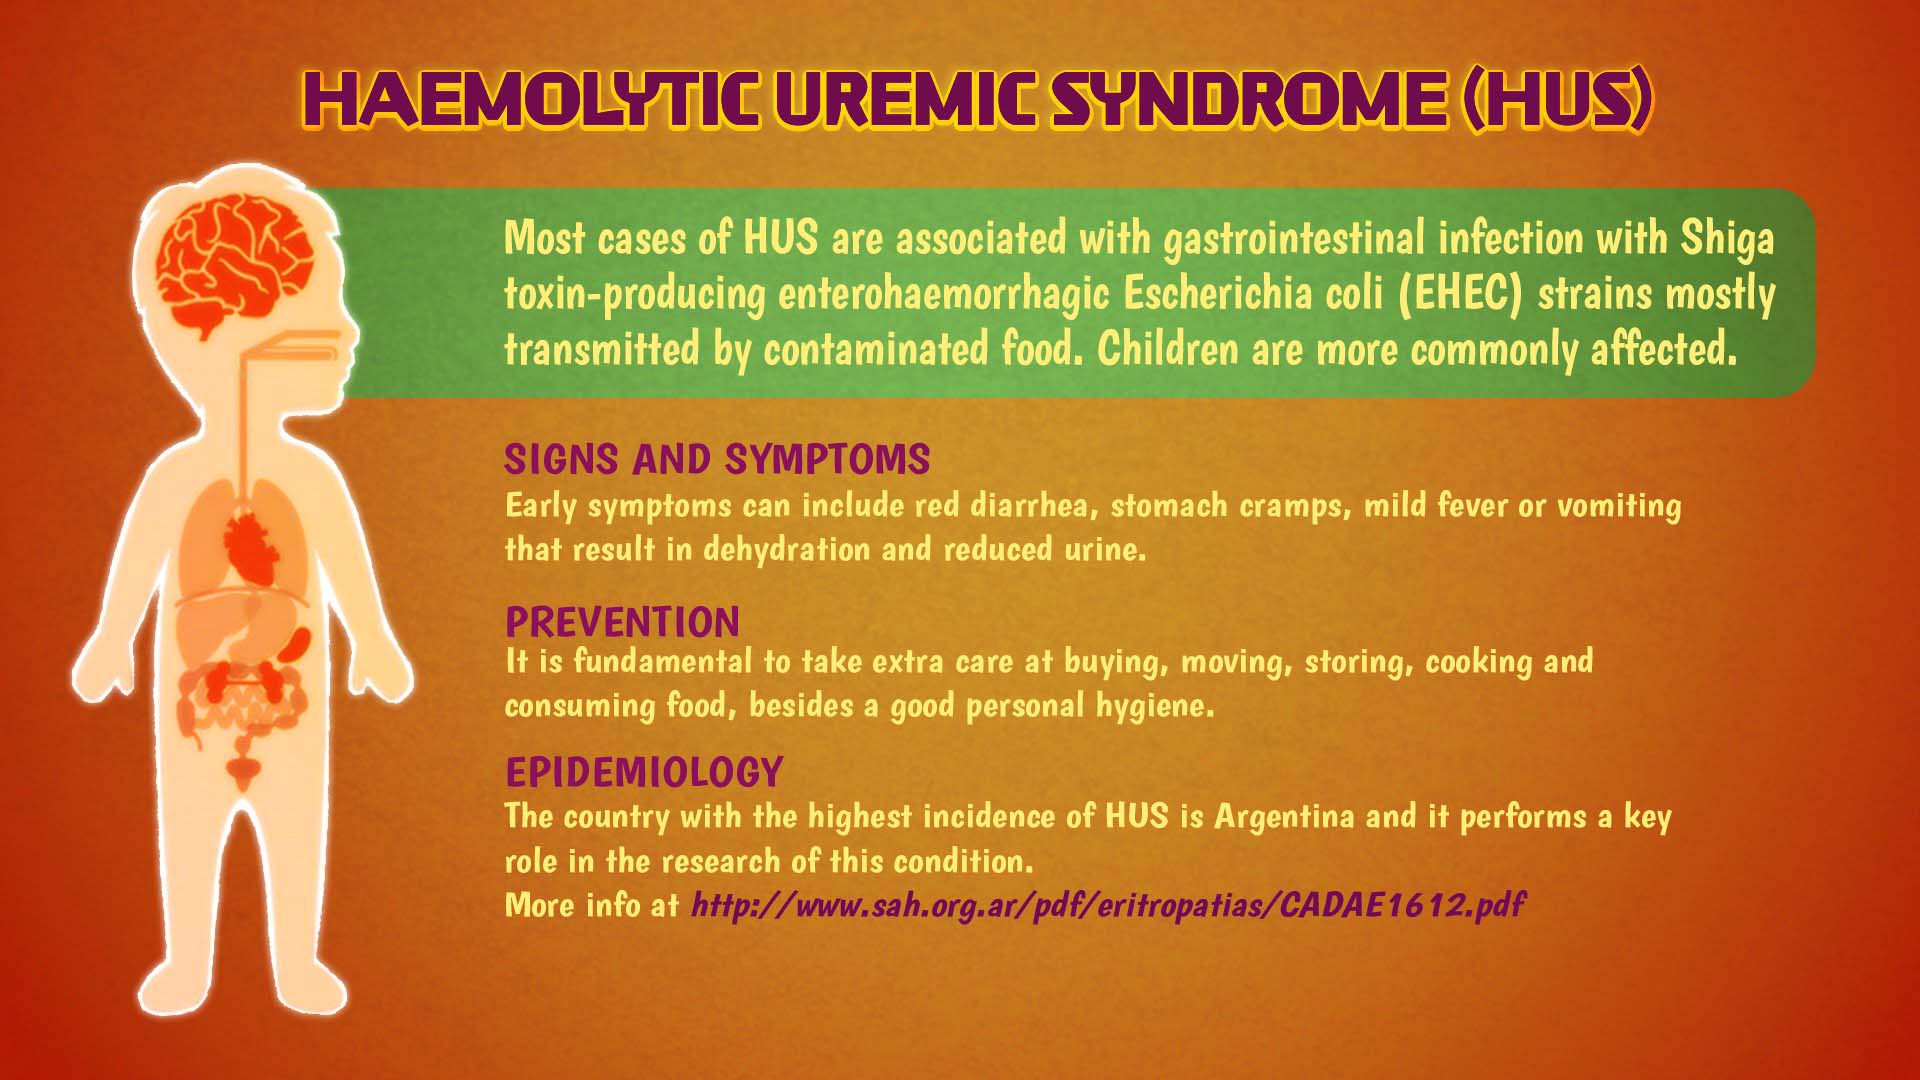 HAEMOLYTIC UREMIC SYNDROME (HUS)
Most cases of HUS are associated with gastrointestinal infection with Shiga
toxin-producing enterohaemorrhagic Escherichia coli (EHEC) strains mostly
transmitted by contaminated food. Children are more commonly affected.
SIGNS AND SYMPTOMS
Early symptoms can include red diarrhea, stomach cramps, mild fever or vomiting
that result in dehydration and reduced urine.
PREVENTION
It is fundamental to take extra care at buying, moving, storing, cooking and
consuming food, besides a good personal hygiene.
EPIDEMIOLOGY
The country with the highest incidence of HUS is Argentina and it performs a key
role in the research of this condition.
More info at http://www.sah.org.ar/pdf/eritropatias/CADAE1612.pdf